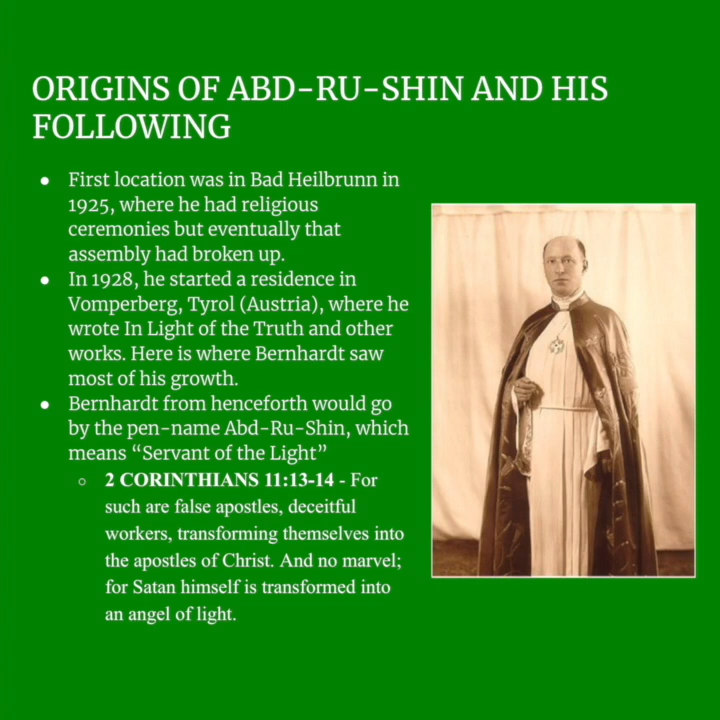 ORIGINS OF ABD-RU-SHIN AND HIS
FOLLOWING
● First location was in Bad Heilbrunn in
1925, where he had religious
ceremonies but eventually that
assembly had broken up.
● In 1928, he started a residence in
Vomperberg, Tyrol (Austria), where he
wrote In Light of the Truth and other
works. Here is where Bernhardt saw
most of his growth.
● Bernhardt from henceforth would go
by the pen-name Abd-Ru-Shin, which
means “Servant of the Light”
○ 2 CORINTHIANS 11:13-14 - For
such are false apostles, deceitful
workers, transforming themselves into
the apostles of Christ. And no marvel;
for Satan himself is transformed into
an angel of light.